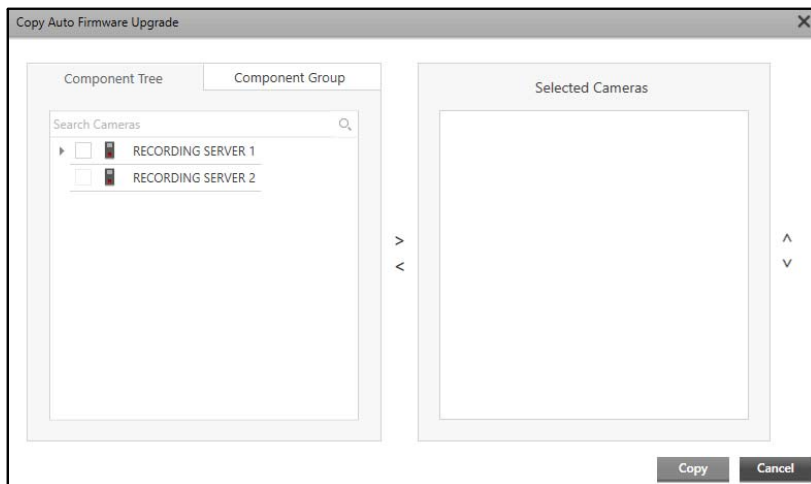 Copy Auto Firmware Upgrade
Component Tree
Component Group
Search Cameras
RECORDING SERVER 1
RECORDING SERVER 2
Selected Cameras
Copy
Cancel